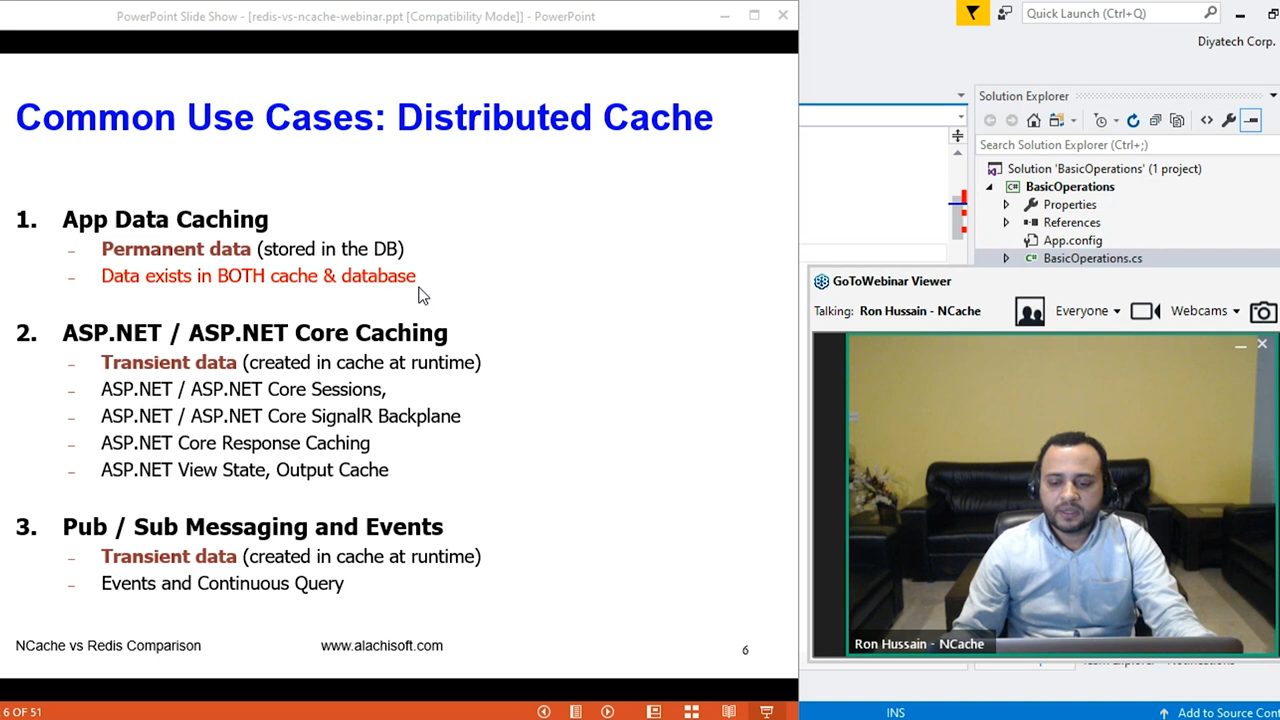 PowerPoint Slide Show - [redis-vs-ncache-webinar.ppt [Compatibility Mode]] - PowerPoint
Quick Launch (Ctrl+Q)
Diyatech Corp.
Common Use Cases: Distributed Cache
1. App Data Caching
– Permanent data (stored in the DB)
– Data exists in BOTH cache & database
2. ASP.NET / ASP.NET Core Caching
– Transient data (created in cache at runtime)
– ASP.NET / ASP.NET Core Sessions,
– ASP.NET / ASP.NET Core SignalR Backplane
– ASP.NET Core Response Caching
– ASP.NET View State, Output Cache
3. Pub / Sub Messaging and Events
– Transient data (created in cache at runtime)
– Events and Continuous Query
NCache vs Redis Comparison
www.alachisoft.com
6
6 OF 51
Solution Explorer
Search Solution Explorer (Ctrl+;)
Solution 'BasicOperations' (1 project)
C# BasicOperations
Properties
References
App.config
C# BasicOperations.cs
GoToWebinar Viewer
Talking: Ron Hussain - NCache
Everyone
Webcams
Ron Hussain - NCache
INS
Add to Source Cont